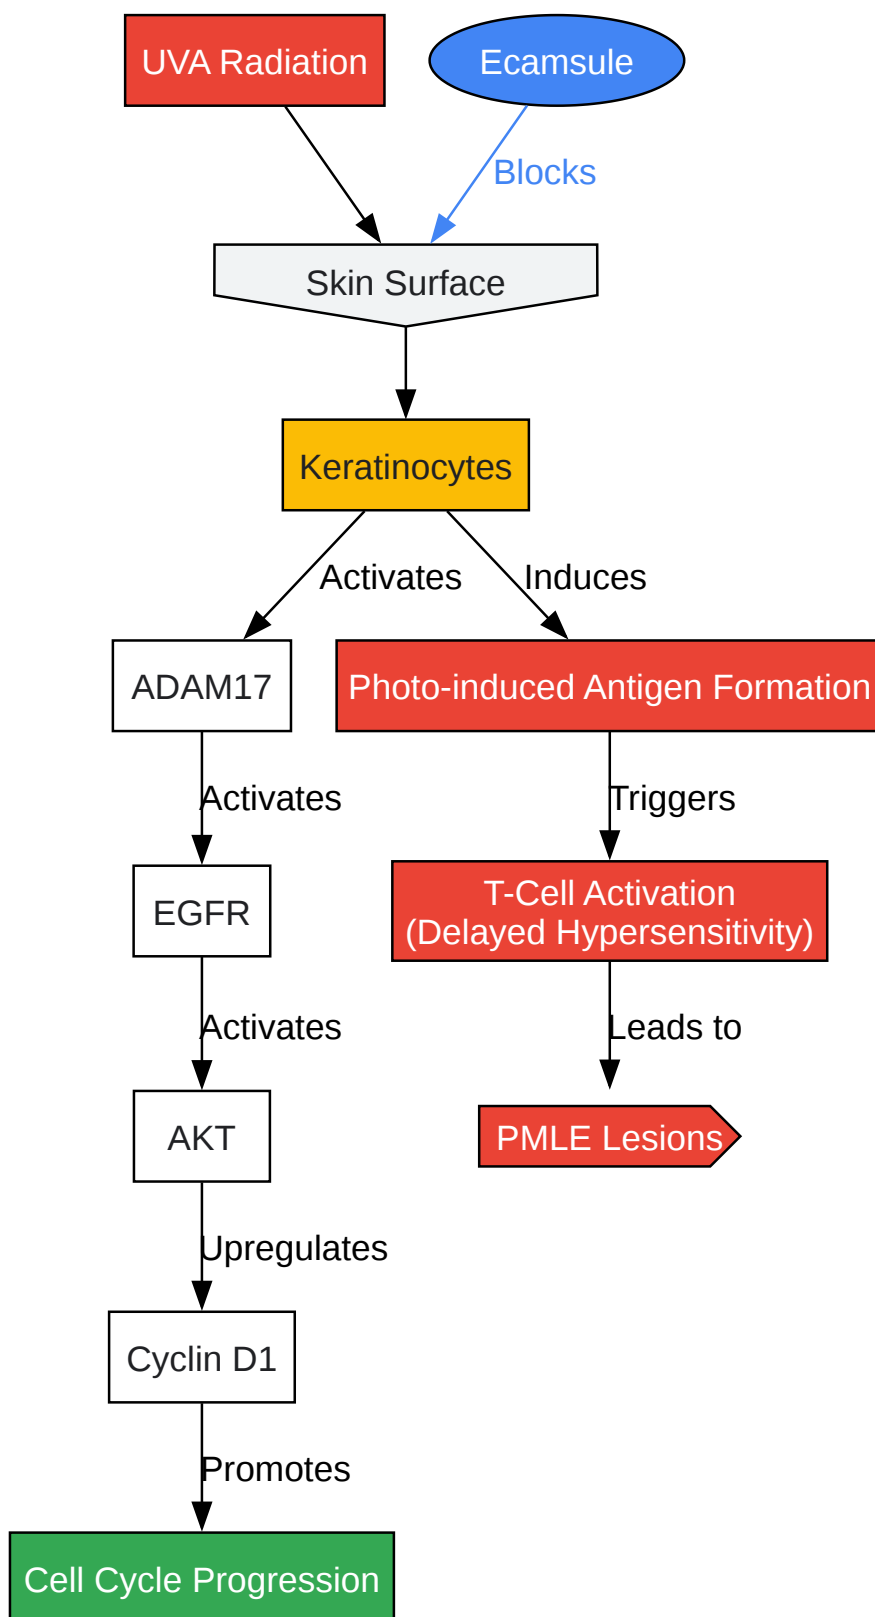 UVA Radiation
Ecamsule
Blocks
Skin Surface
Keratinocytes
Activates
Induces
ADAM17
Photo-induced Antigen Formation
Activates
Triggers
EGFR
T-Cell Activation
(Delayed Hypersensitivity)
Activates
Leads to
AKT
PMLE Lesions
Upregulates
Cyclin D1
Promotes
Cell Cycle Progression